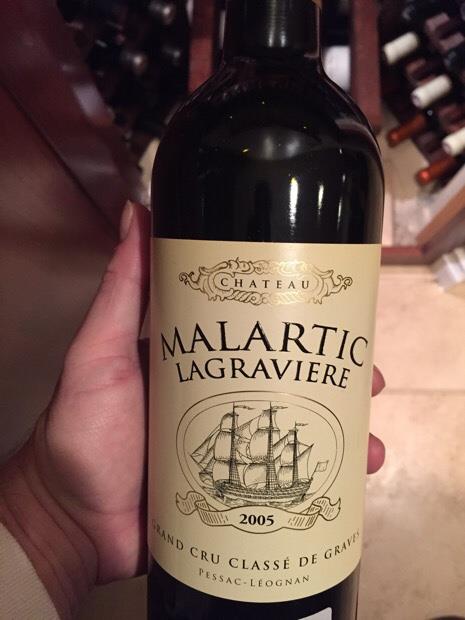 CHATEAU
MALARTIC
LAGRAVIERE
2005
GRAND CRU CLASSÉ DE GRAVES
PESSAC-LÉOGNAN